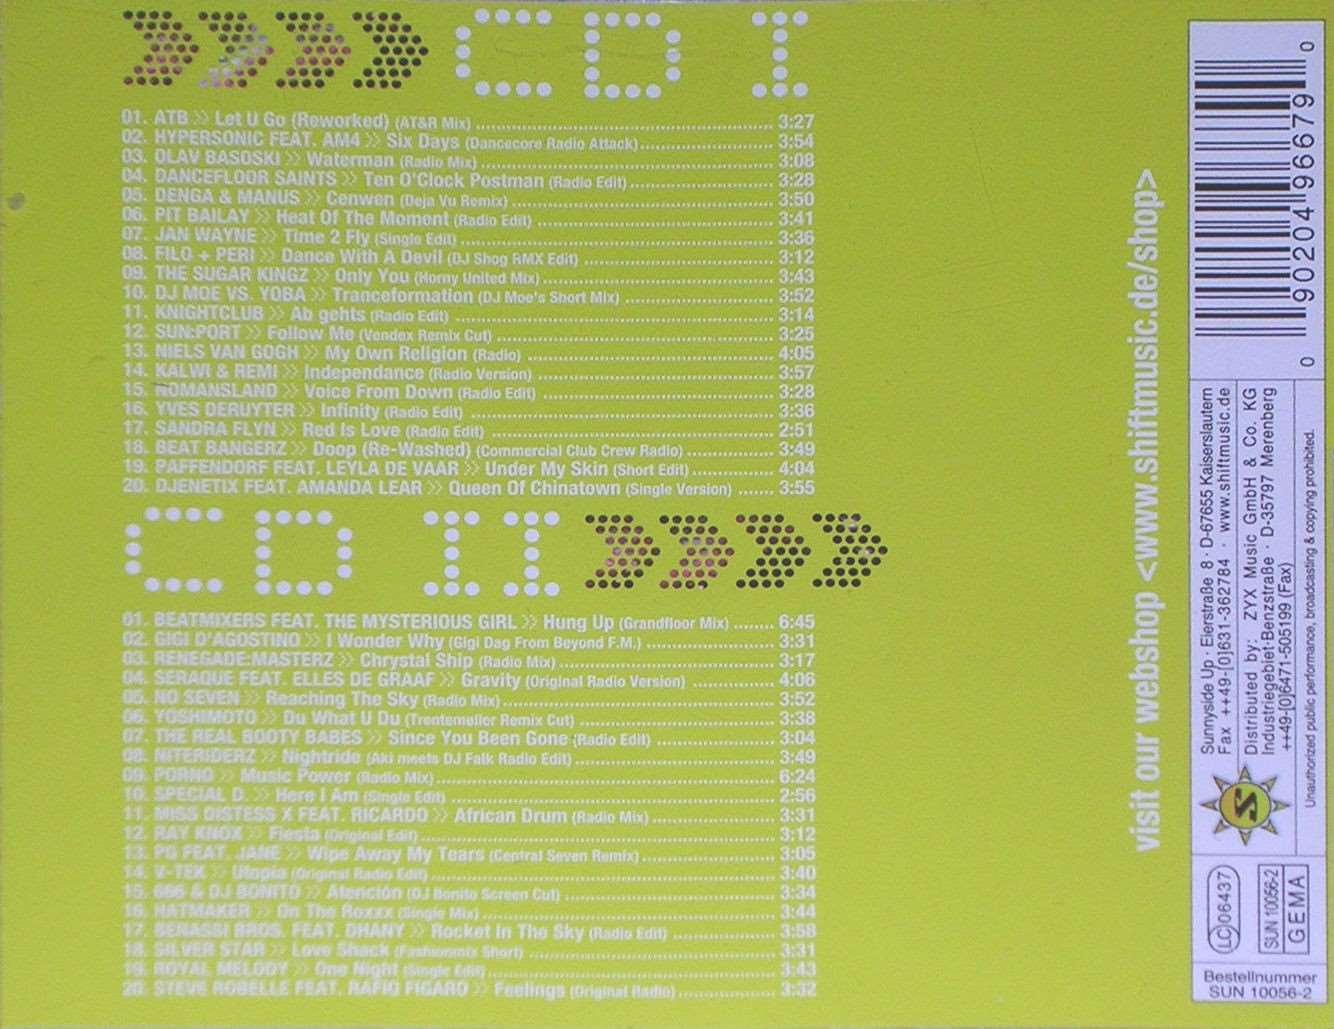 CD I
01. ATB >> Let U Go (Reworked) (AT&R Mix) 3:27
02. HYPERSONIC FEAT. AM4 >> Six Days (Dancecore Radio Attack) 3:54
03. OLAV BASOSKI >> Waterman (Radio Mix) 3:08
04. DANCEFLOOR SAINTS >> Ten O'Clock Postman (Radio Edit) 3:28
05. DENGA & MANUS >> Cenwen (Deja Vu Remix) 3:50
06. PIT BAILAY >> Heat Of The Moment (Radio Edit) 3:41
07. JAN WAYNE >> Time 2 Fly (Single Edit) 3:36
08. FILO + PERI >> Dance With A Devil (DJ Shog RMX Edit) 3:12
09. THE SUGAR KINGZ >> Only You (Horny United Mix) 3:43
10. DJ MOE VS. YOBA >> Tranceformation (DJ Moe's Short Mix) 3:52
11. KNIGHTCLUB >> Ab gehts (Radio Edit) 3:14
12. SUN:PORT >> Follow Me (Vendex Remix Cut) 3:25
13. NIELS VAN GOGH >> My Own Religion (Radio) 4:05
14. KALWI & REMI >> Independance (Radio Version) 3:57
15. NOMANSLAND >> Voice From Down (Radio Edit) 3:28
16. YVES DERUYTER >> Infinity (Radio Edit) 3:36
17. SANDRA FLYN >> Red Is Love (Radio Edit) 2:51
18. BEAT BANGERZ >> Doop (Re-Washed) (Commercial Club Crew Radio) 3:49
19. PAFFENDORF FEAT. LEYLA DE VAAR >> Under My Skin (Short Edit) 4:04
20. DJENETIX FEAT. AMANDA LEAR >> Queen Of Chinatown (Single Version) 3:55
CD II
01. BEATMIXERS FEAT. THE MYSTERIOUS GIRL >> Hung Up (Grandfloor Mix) 6:45
02. GIGI D'AGOSTINO >> I Wonder Why (Gigi Dag From Beyond F.M.) 3:31
03. RENEGADE:MASTERZ >> Chrystal Ship (Radio Mix) 3:17
04. SERAQUE FEAT. ELLES DE GRAAF >> Gravity (Original Radio Version) 4:06
05. NO SEVEN >> Reaching The Sky (Radio Mix) 3:52
06. YOSHIMOTO >> Du What U Du (Trentemøller Remix Cut) 3:38
07. THE REAL BOOTY BABES >> Since You Been Gone (Radio Edit) 3:04
08. NITERIDERZ >> Nightride (Aki meets DJ Falk Radio Edit) 3:49
09. PORNO >> Music Power (Radio Mix) 6:24
10. SPECIAL D. >> Here I Am (Single Edit) 2:56
11. MISS DISTESS X FEAT. RICARDO >> African Drum (Radio Mix) 3:31
12. RAY KNOX >> Fiesta (Original Edit) 3:12
13. PG FEAT. JANE >> Wipe Away My Tears (Central Seven Remix) 3:05
14. V-TEK >> Utopia (Original Radio Edit) 3:40
15. 666 & DJ BONITO >> Atención (DJ Bonito Screen Cut) 3:34
16. HATMAKER >> On The Roxxx (Single Mix) 3:44
17. BENASSI BROS. FEAT. DHANY >> Rocket In The Sky (Radio Edit) 3:58
18. SILVER STAR >> Love Shack (Fashionmix Short) 3:31
19. ROYAL MELODY >> One Night (Single Edit) 3:43
20. STEVE ROBELLE FEAT. RAFIQ FIGARO >> Feelings (Original Radio) 3:32
visit our webshop <www.shiftmusic.de/shop>
0 90204 96679 0
Sunnyside Up · Eierstraße 8 · D-67655 Kaiserslautern
Fax ++49-[0]631-362784 · www.shiftmusic.de
Distributed by: ZYX Music GmbH & Co. KG
Industriegebiet·Benzstraße · D-35797 Merenberg
++49-[0]6471-505199 (Fax)
Unauthorized public performance, broadcasting & copying prohibited.
S
LC 06437
SUN 10056-2
GEMA
Bestellnummer
SUN 10056-2